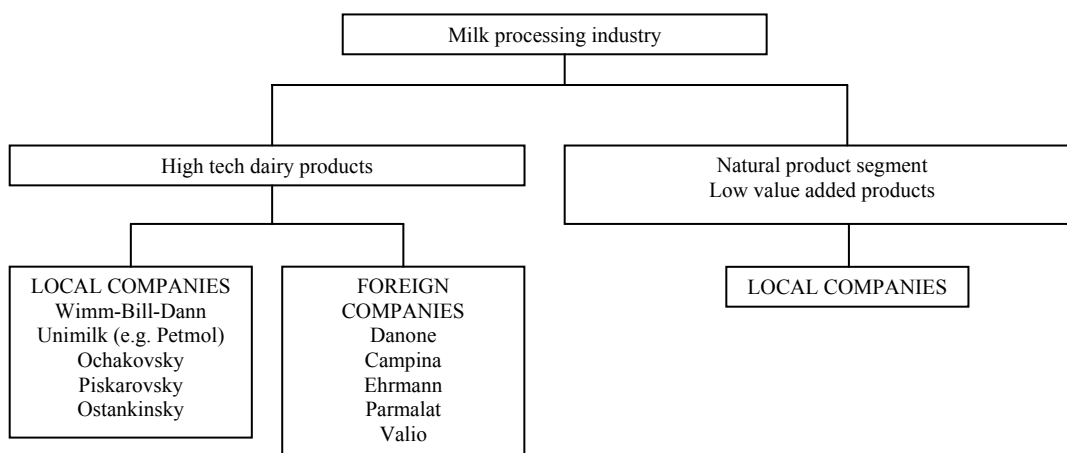 Milk processing industry
High tech dairy products
Natural product segment
Low value added products
LOCAL COMPANIES
Wimm-Bill-Dann
Unimilk (e.g. Petmol)
Ochakovsky
Piskarovsky
Ostankinsky
FOREIGN
COMPANIES
Danone
Campina
Ehrmann
Parmalat
Valio
LOCAL COMPANIES